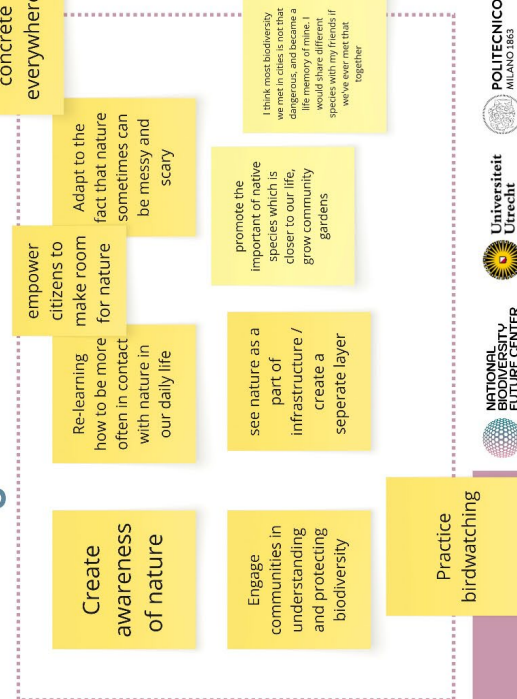 Create
awareness
of nature
Re-learning
how to be more
often in contact
with nature in
our daily life
empower
citizens to
make room
for nature
Adapt to the
fact that nature
sometimes can
be messy and
scary
concrete
everywhere
Engage
communities in
understanding
and protecting
biodiversity
see nature as a
part of
infrastructure /
create a
seperate layer
promote the
important of native
species which is
closer to our life,
grow community
gardens
I think most biodiversity
we met in cities is not that
dangerous, and became a
life memory of mine. I
would share different
species with my friends if
we've ever met that
together
Practice
birdwatching
NATIONAL
BIODIVERSITY
FUTURE CENTER
Universiteit
Utrecht
POLITECNICO
MILANO 1863